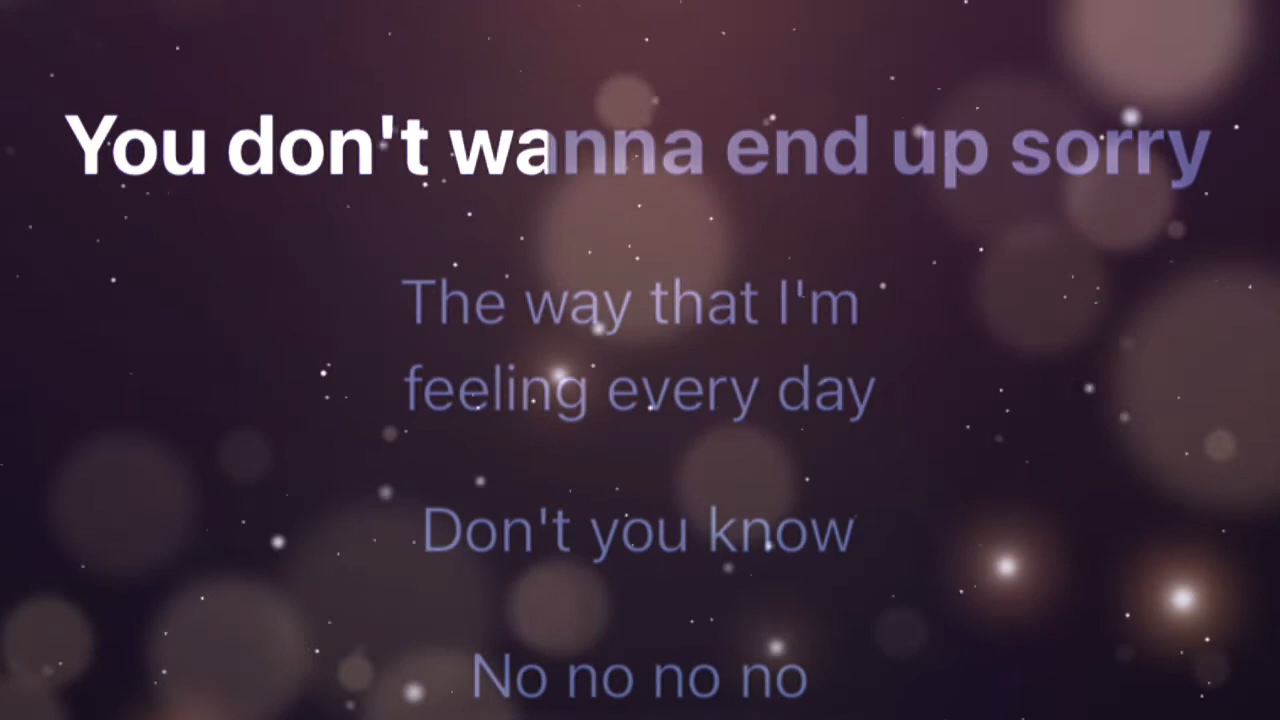 You don't wanna end up sorry
The way that I'm
feeling every day
Don't you know
No no no no